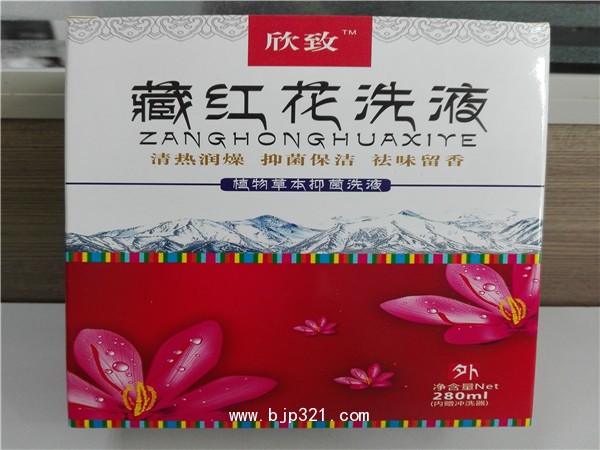 欣致™
藏红花洗液
ZANGHONGHUAXIYE
清热润燥 抑菌保洁 祛味留香
植物草本抑菌洗液
外
净含量Net
280ml
(内赠冲洗器)
www.bjp321.com